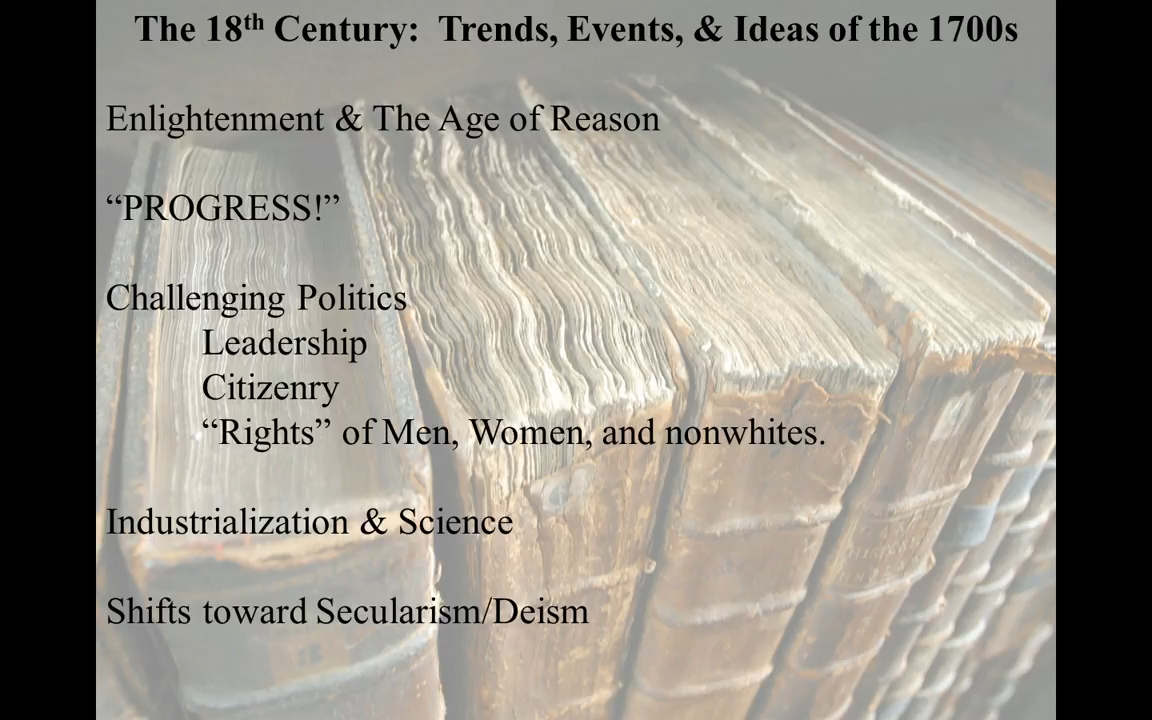 The 18th Century:  Trends, Events, & Ideas of the 1700s
Enlightenment & The Age of Reason
“PROGRESS!”
Challenging Politics
Leadership
Citizenry
“Rights” of Men, Women, and nonwhites.
Industrialization & Science
Shifts toward Secularism/Deism